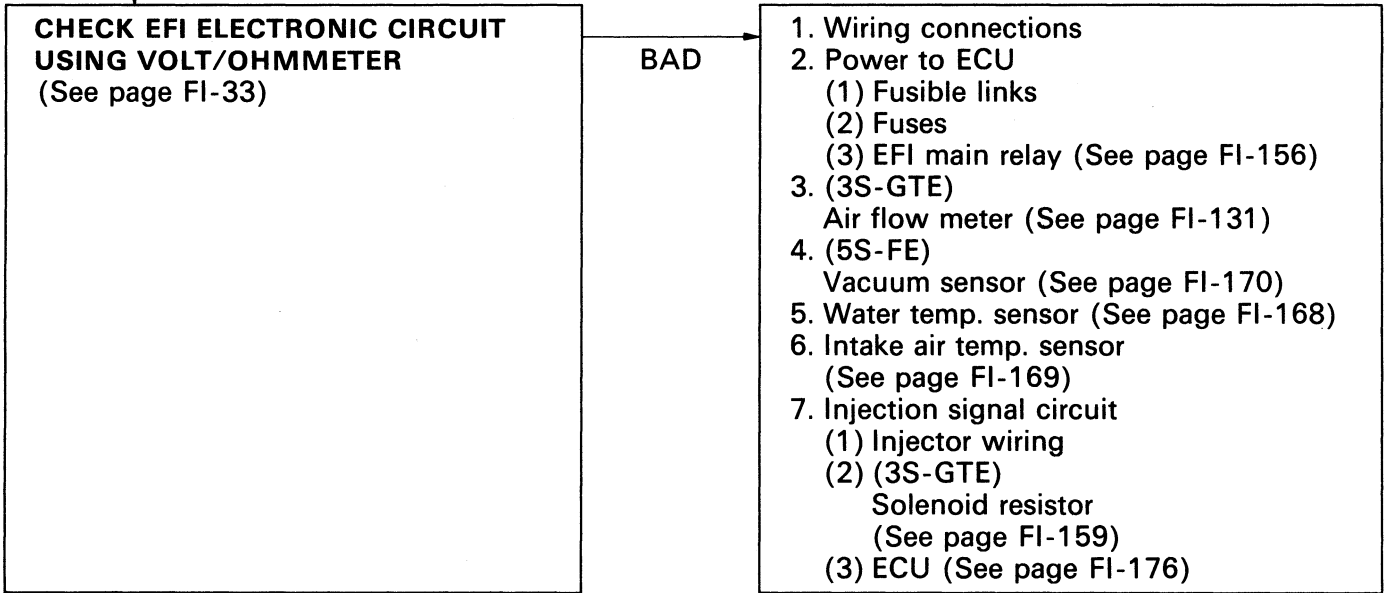 CHECK EFI ELECTRONIC CIRCUIT
USING VOLT/OHMMETER
(See page FI-33)
BAD
1. Wiring connections
2. Power to ECU
(1) Fusible links
(2) Fuses
(3) EFI main relay (See page FI-156)
3. (3S-GTE)
Air flow meter (See page FI-131)
4. (5S-FE)
Vacuum sensor (See page FI-170)
5. Water temp. sensor (See page FI-168)
6. Intake air temp. sensor
(See page FI-169)
7. Injection signal circuit
(1) Injector wiring
(2) (3S-GTE)
Solenoid resistor
(See page FI-159)
(3) ECU (See page FI-176)